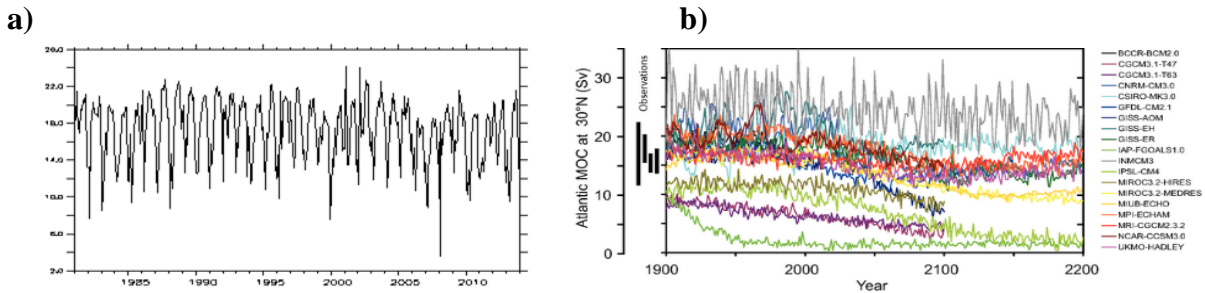 a)
26.0
22.0
18.0
14.0
10.0
6.0
2.0
1985
1990
1995
2000
2005
2010
b)
Atlantic MOC at 30°N (Sv)
30
20
10
0
Observations
1900
2000
2100
2200
Year
BCCR-BCM2.0
CGCM3.1-T47
CGCM3.1-T63
CNRM-CM3.0
CSIRO-MK3.0
GFDL-CM2.1
GISS-AOM
GISS-EH
GISS-ER
IAP-FGOALS1.0
INMCM3
IPSL-CM4
MIROC3.2-HIRES
MIROC3.2-MEDRES
MIUB-ECHO
MPI-ECHAM
MRI-CGCM2.3.2
NCAR-CCSM3.0
UKMO-HADLEY